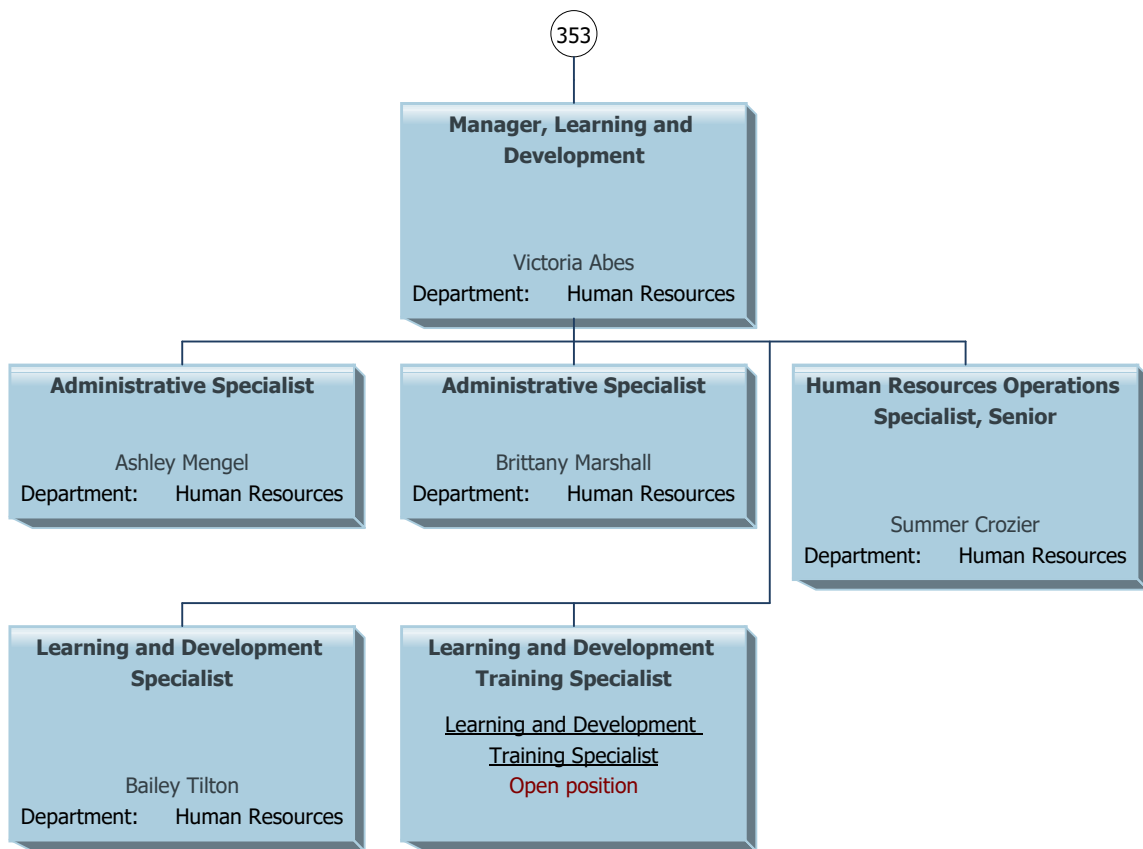 353
Manager, Learning and
Development
Victoria Abes
Department: Human Resources
Administrative Specialist
Ashley Mengel
Department: Human Resources
Administrative Specialist
Brittany Marshall
Department: Human Resources
Human Resources Operations
Specialist, Senior
Summer Crozier
Department: Human Resources
Learning and Development
Specialist
Bailey Tilton
Department: Human Resources
Learning and Development
Training Specialist
Learning and Development
Training Specialist
Open position